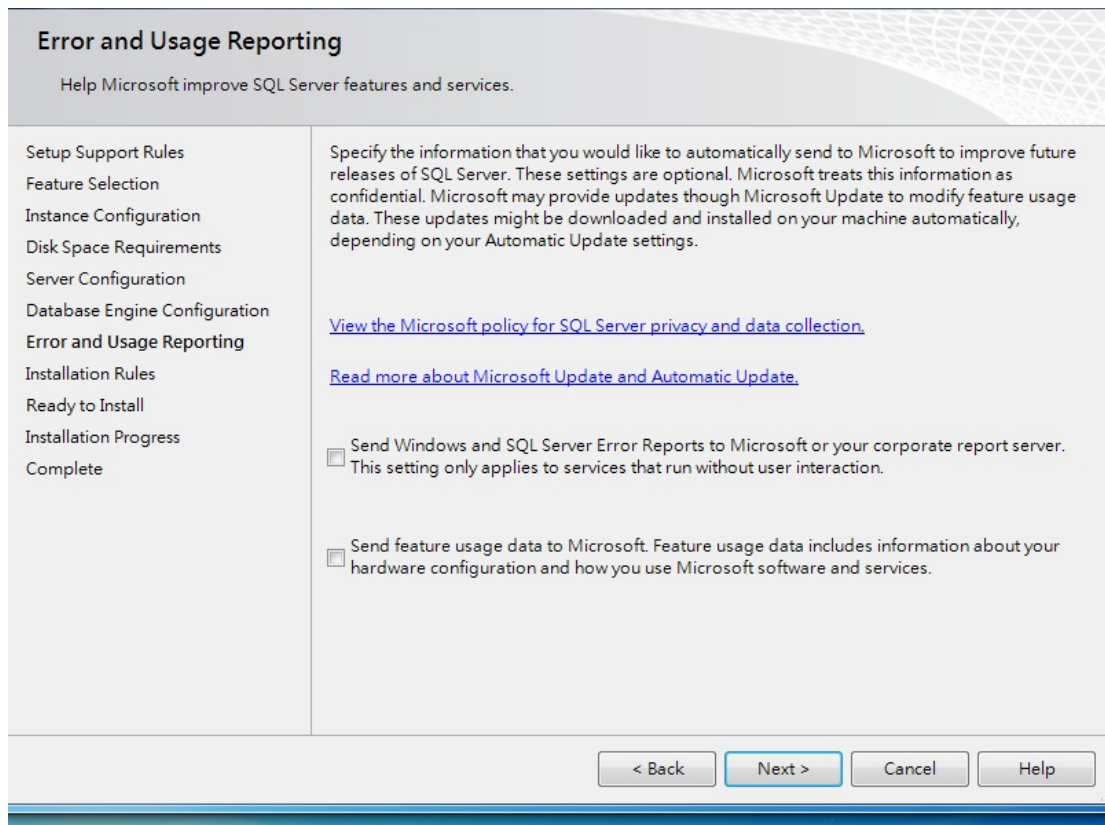 Error and Usage Reporting
Help Microsoft improve SQL Server features and services.
Setup Support Rules
Feature Selection
Instance Configuration
Disk Space Requirements
Server Configuration
Database Engine Configuration
Error and Usage Reporting
Installation Rules
Ready to Install
Installation Progress
Complete
Specify the information that you would like to automatically send to Microsoft to improve future
releases of SQL Server. These settings are optional. Microsoft treats this information as
confidential. Microsoft may provide updates though Microsoft Update to modify feature usage
data. These updates might be downloaded and installed on your machine automatically,
depending on your Automatic Update settings.
View the Microsoft policy for SQL Server privacy and data collection.
Read more about Microsoft Update and Automatic Update.
Send Windows and SQL Server Error Reports to Microsoft or your corporate report server.
This setting only applies to services that run without user interaction.
Send feature usage data to Microsoft. Feature usage data includes information about your
hardware configuration and how you use Microsoft software and services.
< Back
Next >
Cancel
Help